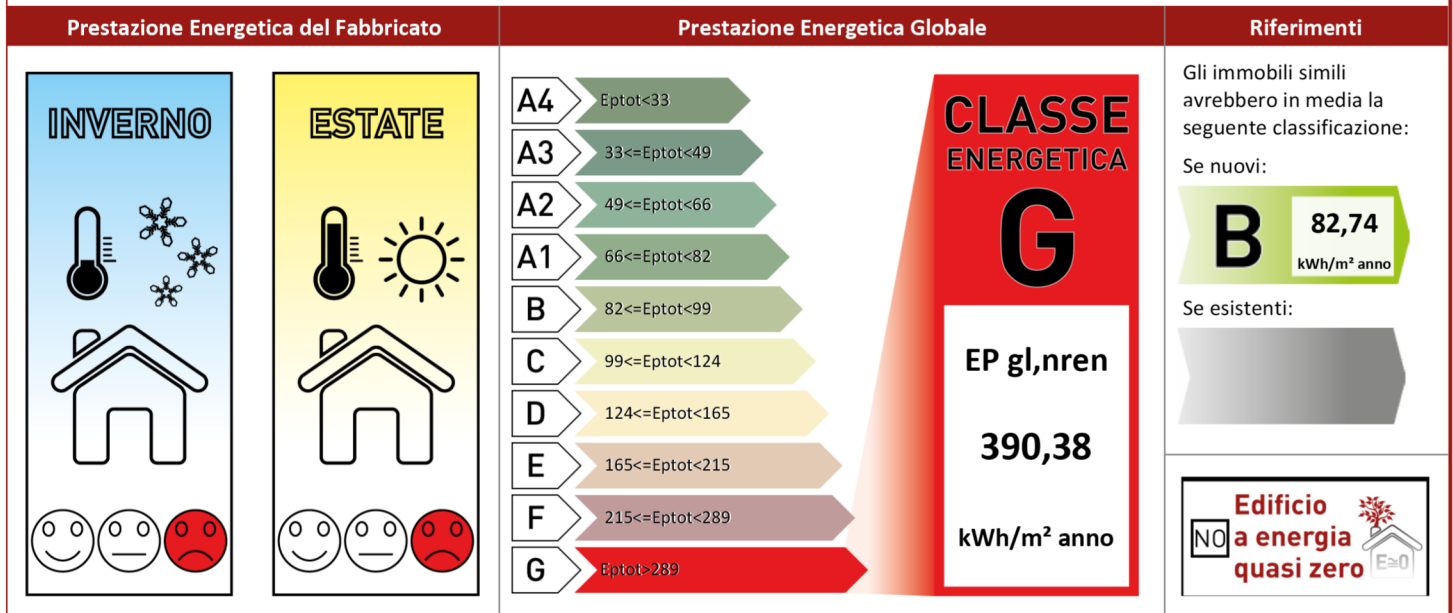 Prestazione Energetica del Fabbricato
Prestazione Energetica Globale
Riferimenti
INVERNO
ESTATE
A4
Eptot<33
A3
33<=Eptot<49
A2
49<=Eptot<66
A1
66<=Eptot<82
B
82<=Eptot<99
C
99<=Eptot<124
D
124<=Eptot<165
E
165<=Eptot<215
F
215<=Eptot<289
G
Eptot>289
CLASSE
ENERGETICA
G
EP gl,nren
390,38
kWh/m² anno
Gli immobili simili
avrebbero in media la
seguente classificazione:
Se nuovi:
B
82,74
kWh/m² anno
Se esistenti:
NO
Edificio
a energia
quasi zero
E≅0